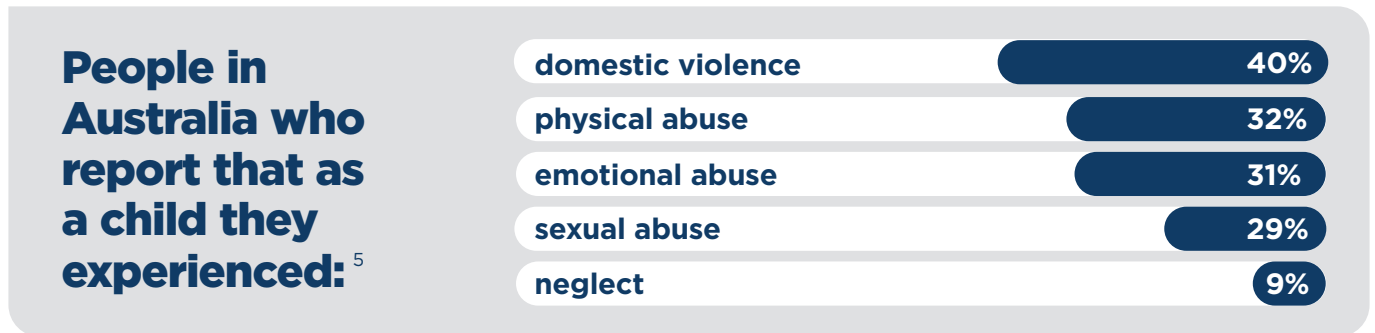 People in
Australia who
report that as
a child they
experienced: 5
domestic violence 40%
physical abuse 32%
emotional abuse 31%
sexual abuse 29%
neglect 9%